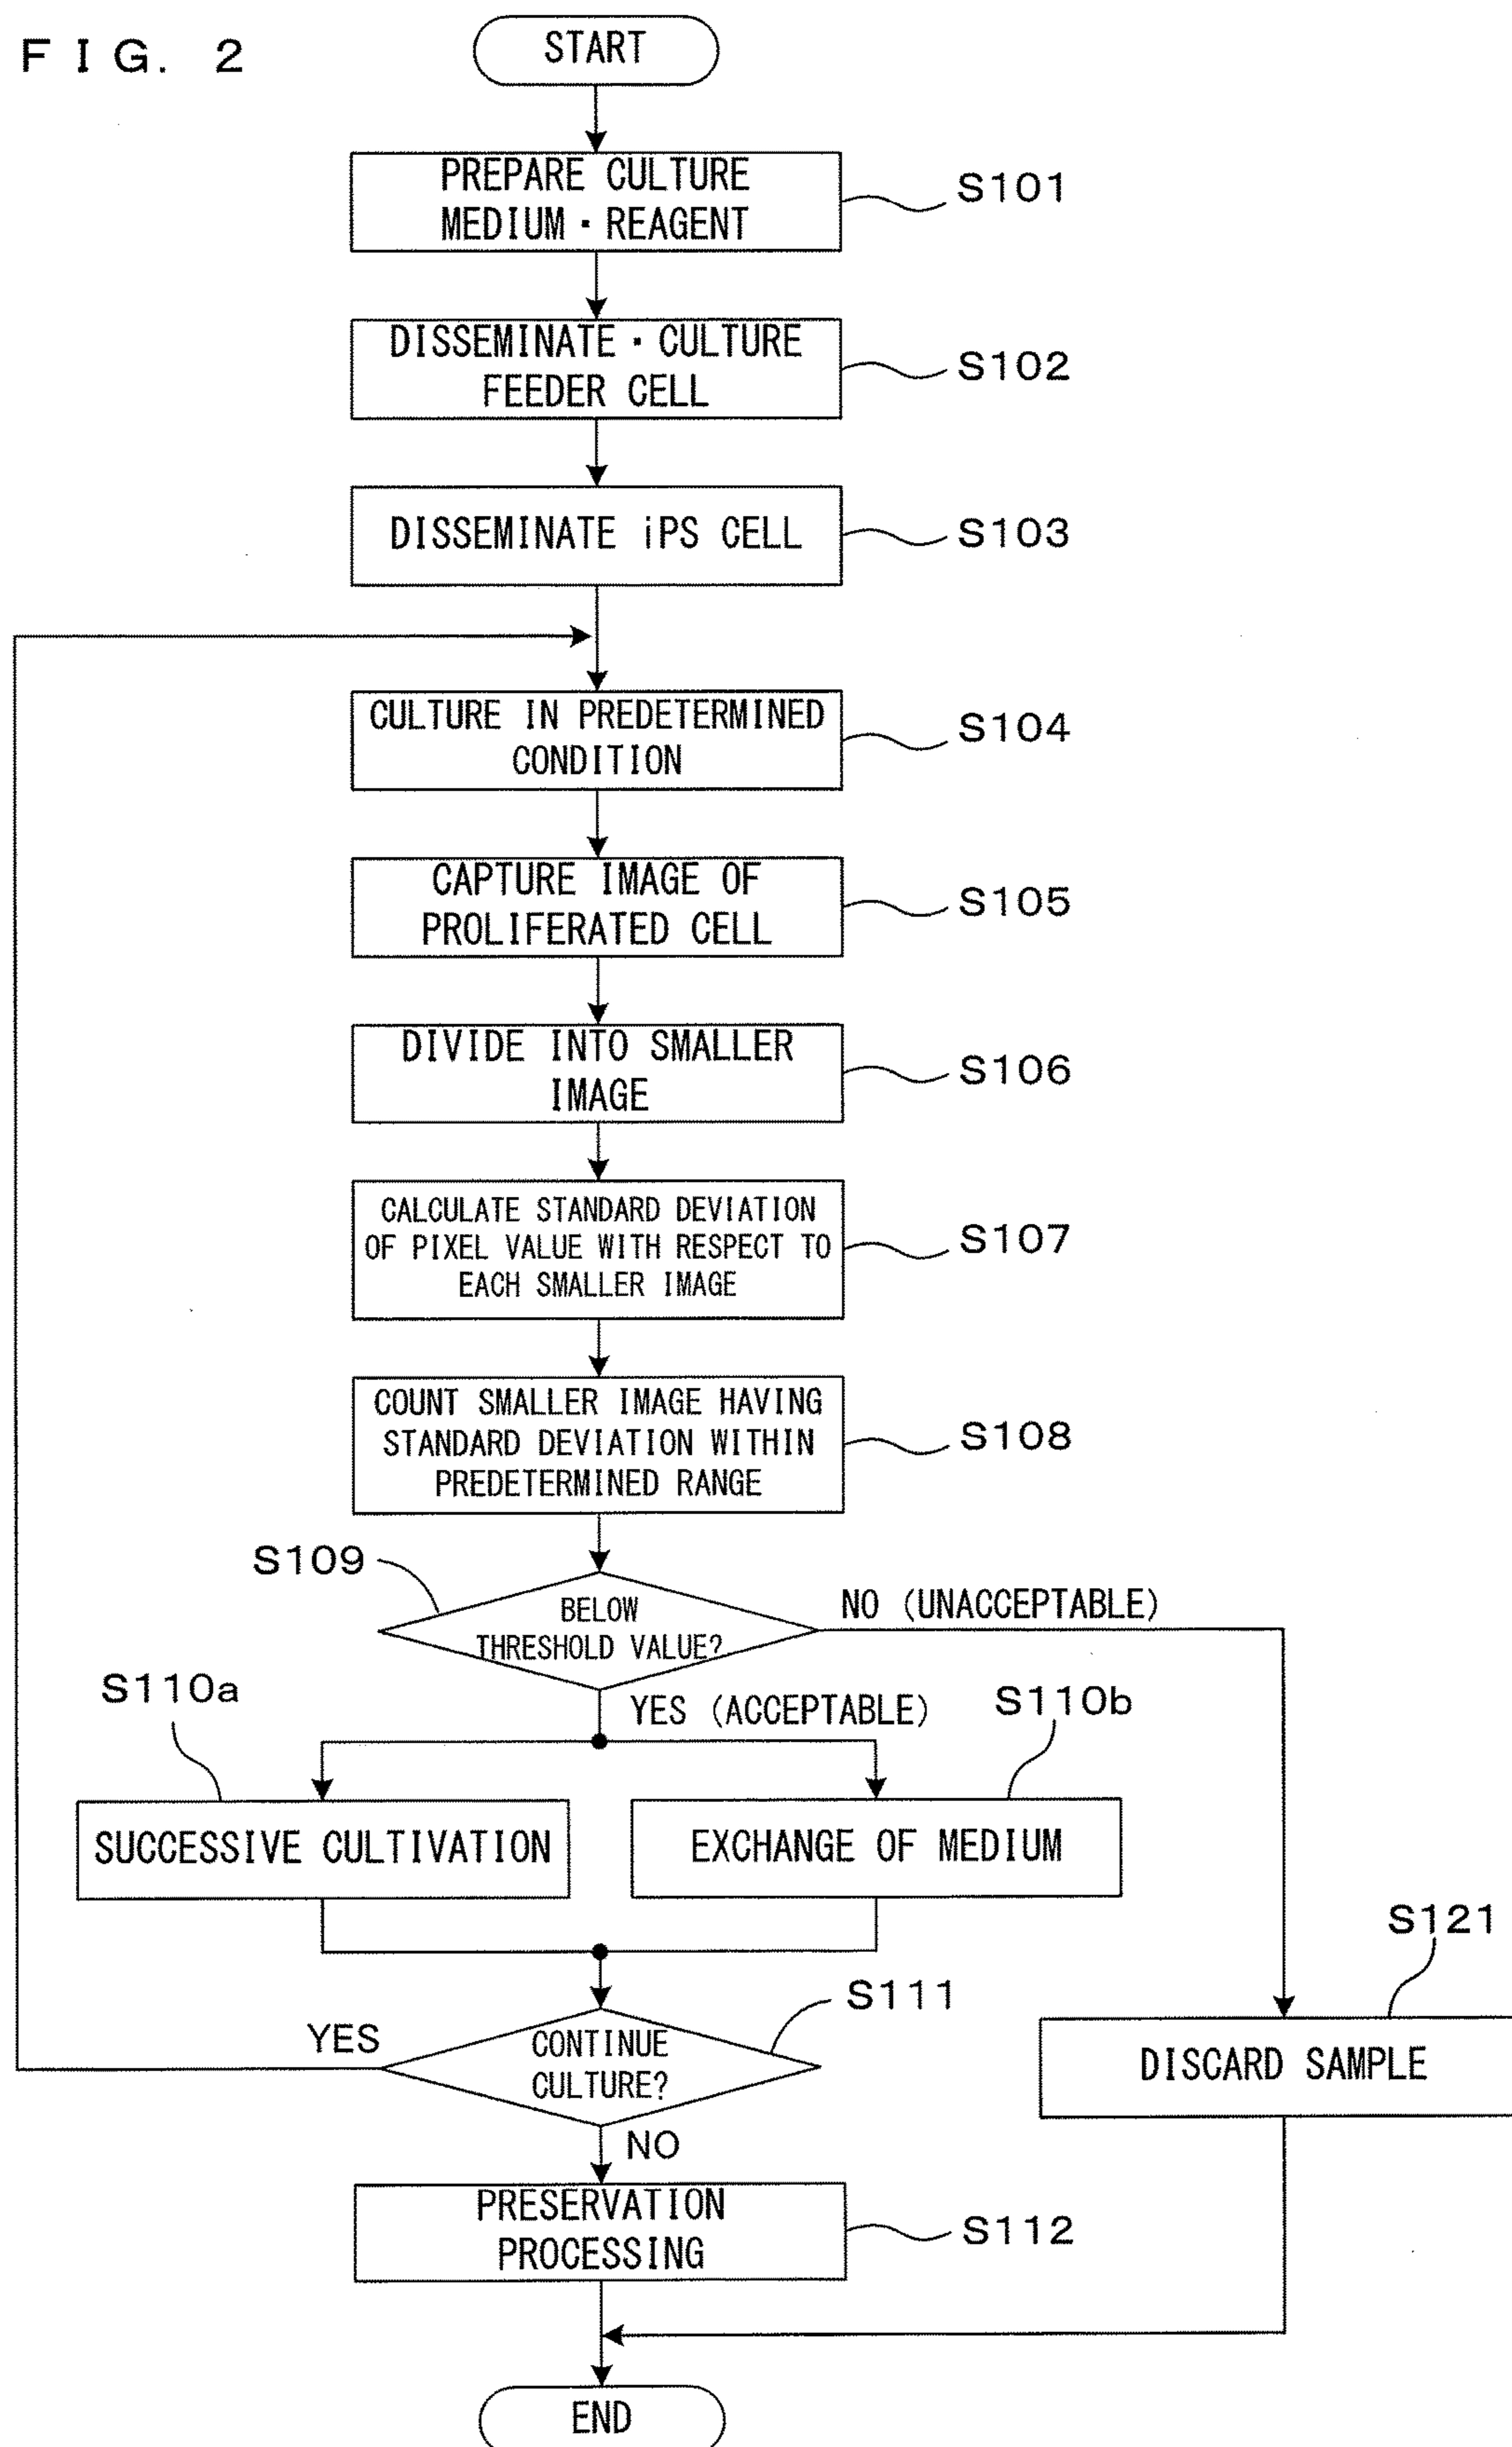 FIG. 2
START
PREPARE CULTURE
MEDIUM・REAGENT
S101
DISSEMINATE・CULTURE
FEEDER CELL
S102
DISSEMINATE iPS CELL
S103
CULTURE IN PREDETERMINED
CONDITION
S104
CAPTURE IMAGE OF
PROLIFERATED CELL
S105
DIVIDE INTO SMALLER
IMAGE
S106
CALCULATE STANDARD DEVIATION
OF PIXEL VALUE WITH RESPECT TO
EACH SMALLER IMAGE
S107
COUNT SMALLER IMAGE HAVING
STANDARD DEVIATION WITHIN
PREDETERMINED RANGE
S108
S109
BELOW
THRESHOLD VALUE?
NO (UNACCEPTABLE)
YES (ACCEPTABLE)
S110a
S110b
SUCCESSIVE CULTIVATION
EXCHANGE OF MEDIUM
S121
DISCARD SAMPLE
S111
YES
CONTINUE
CULTURE?
NO
PRESERVATION
PROCESSING
S112
END